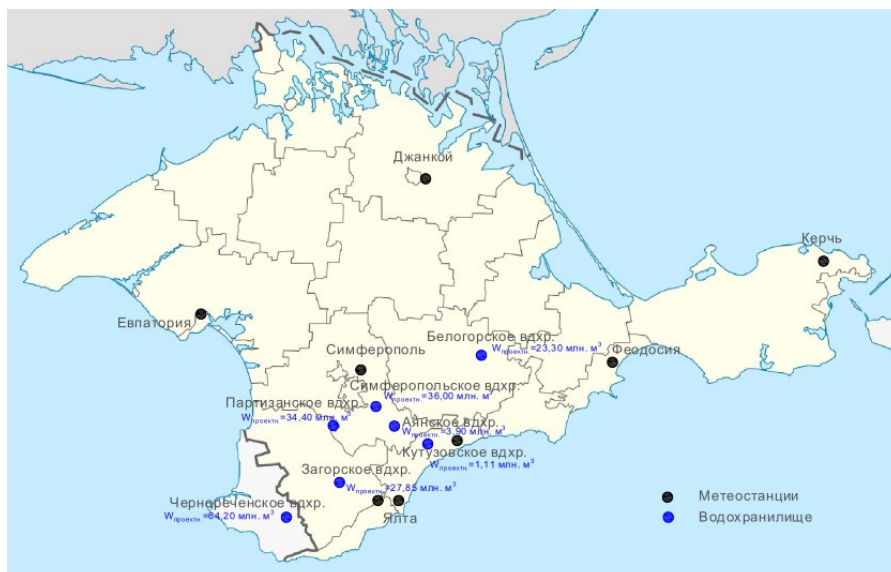 Джанкой
Керчь
Евпатория
Белогорское вдхр.
Wпроектн.=23,30 млн. м³
Симферополь
Феодосия
Симферопольское вдхр.
Wпроектн.=36,00 млн. м³
Партизанское вдхр.
Wпроектн.=34,40 млн. м³
Аянское вдхр.
Wпроектн.=3,90 млн. м³
Кутузовское вдхр.
Wпроектн.=1,11 млн. м³
Загорское вдхр.
Wпроектн.=27,85 млн. м³
Чернореченское вдхр.
Wпроектн.=64,20 млн. м³
Ялта
Метеостанции
Водохранилище